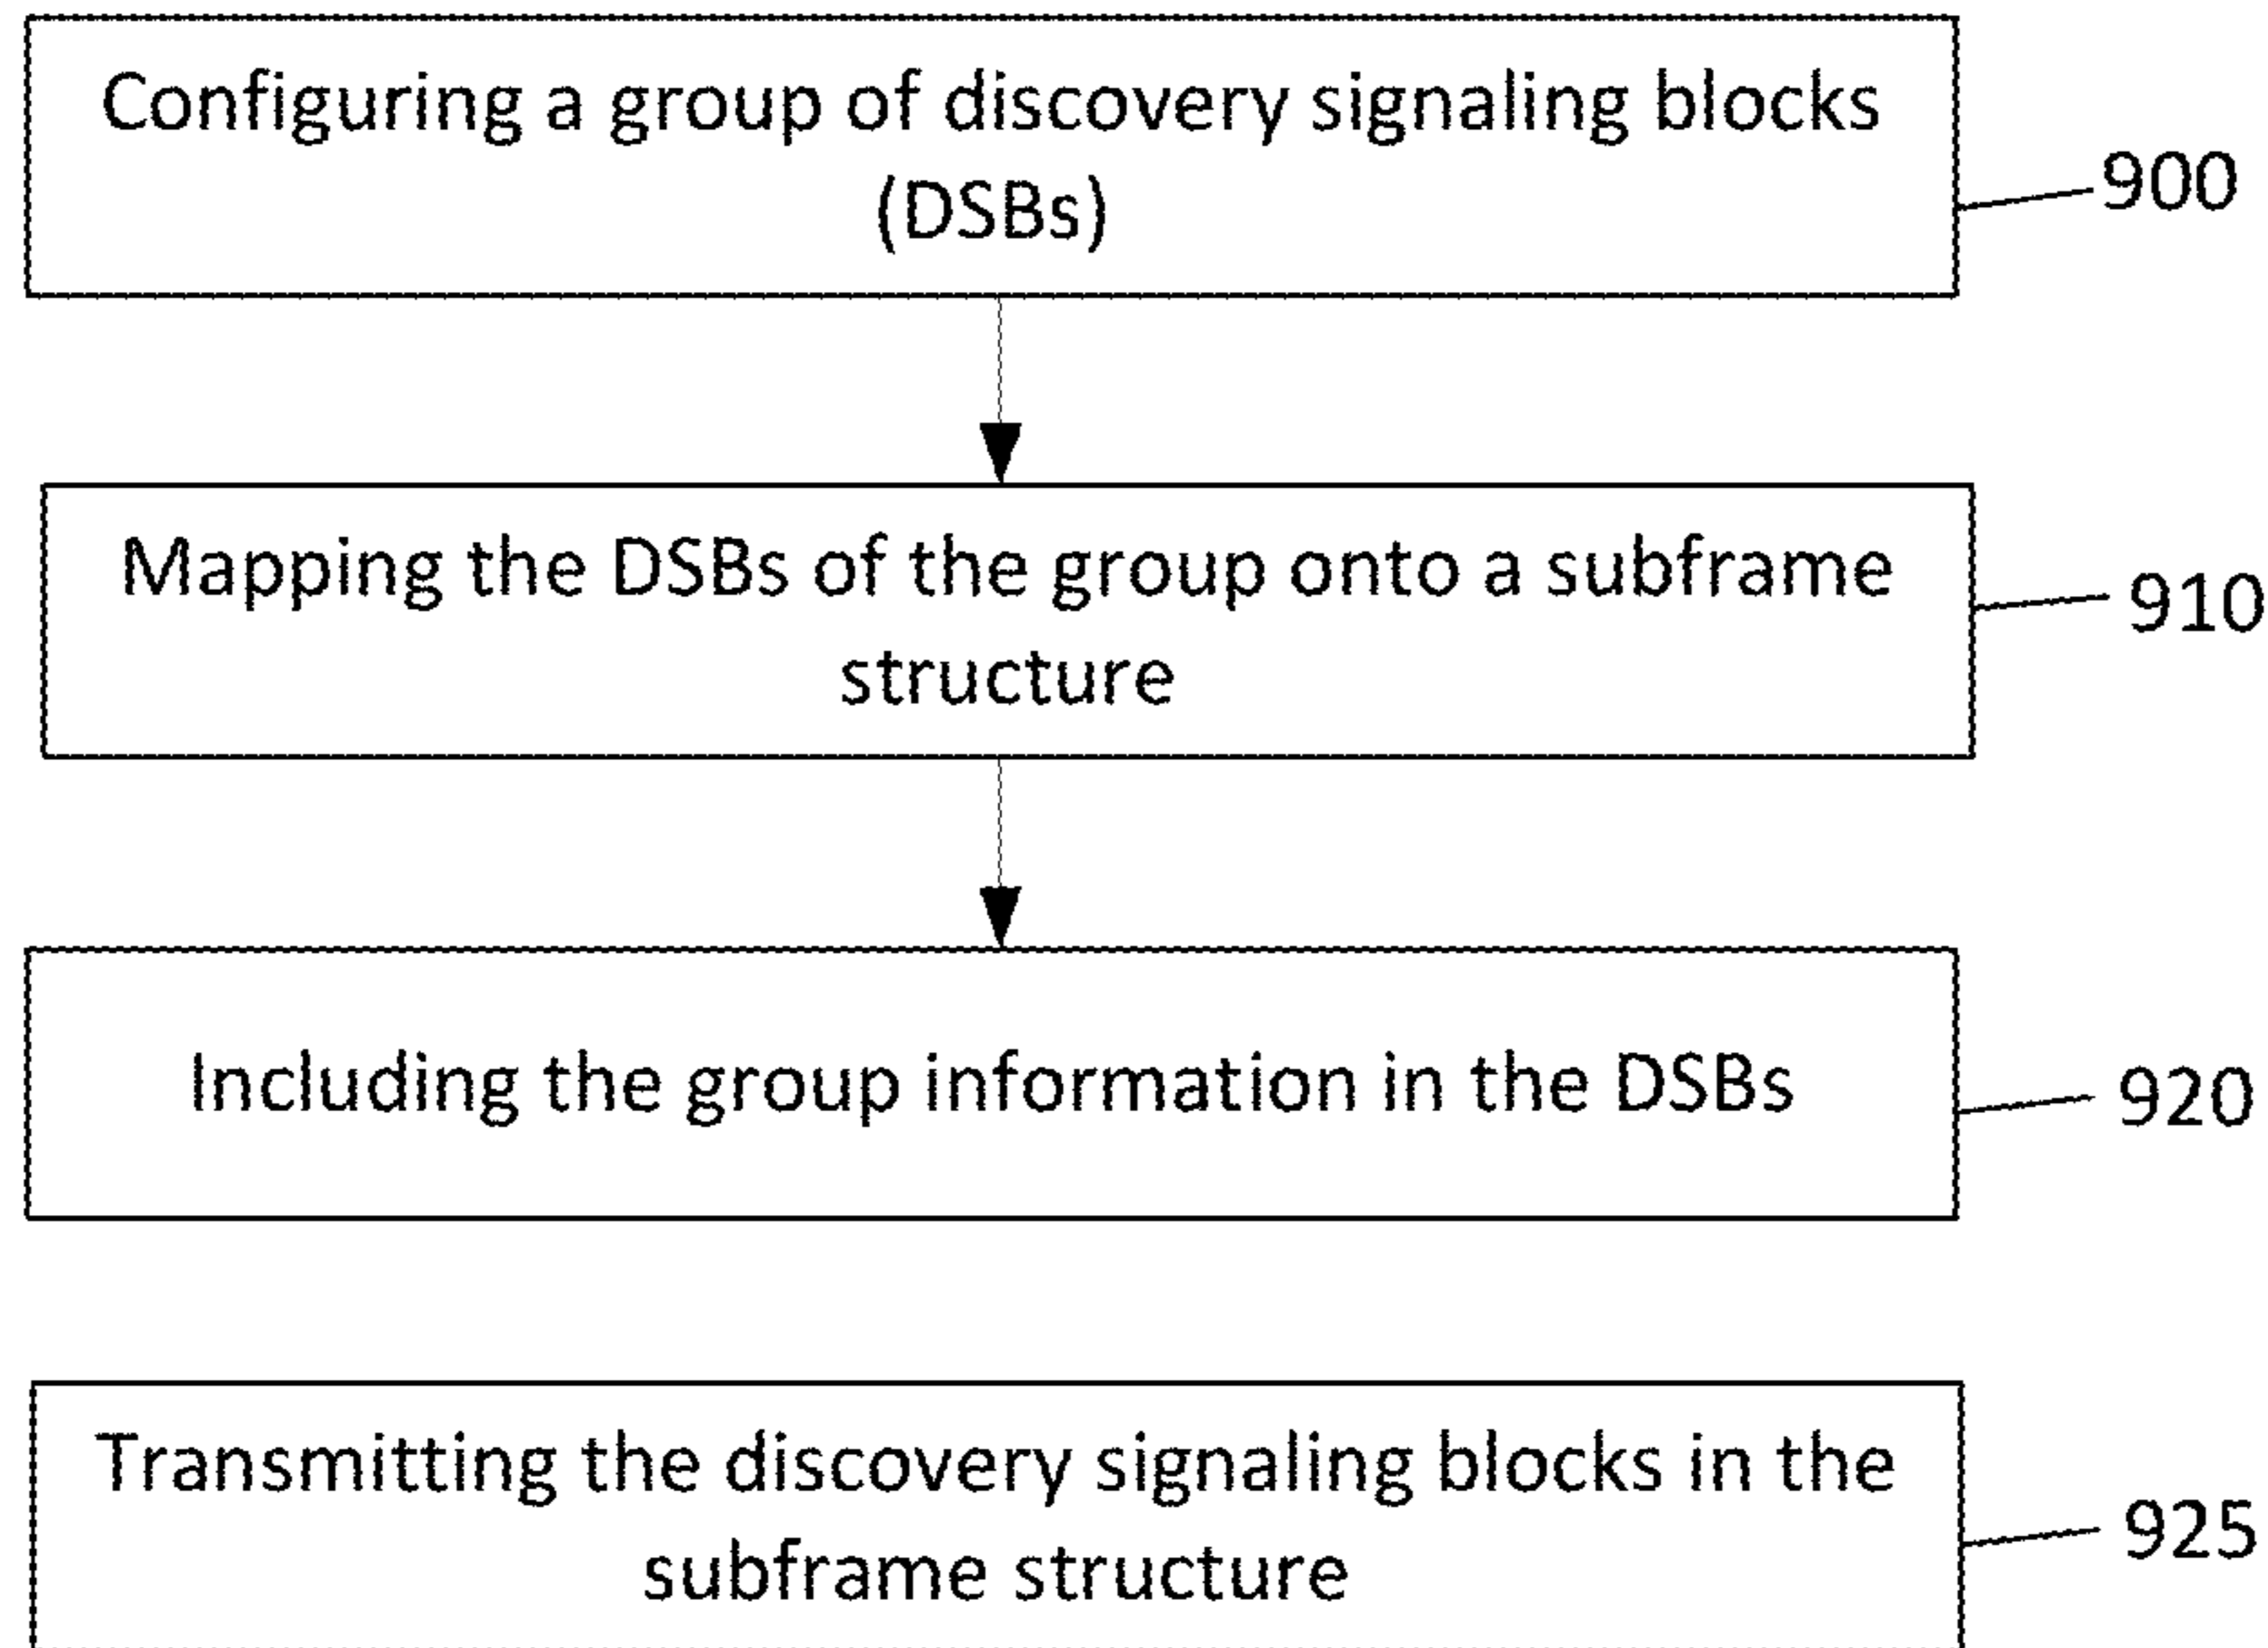 Configuring a group of discovery signaling blocks
(DSBs)
900
Mapping the DSBs of the group onto a subframe
structure
910
Including the group information in the DSBs
920
Transmitting the discovery signaling blocks in the
subframe structure
925